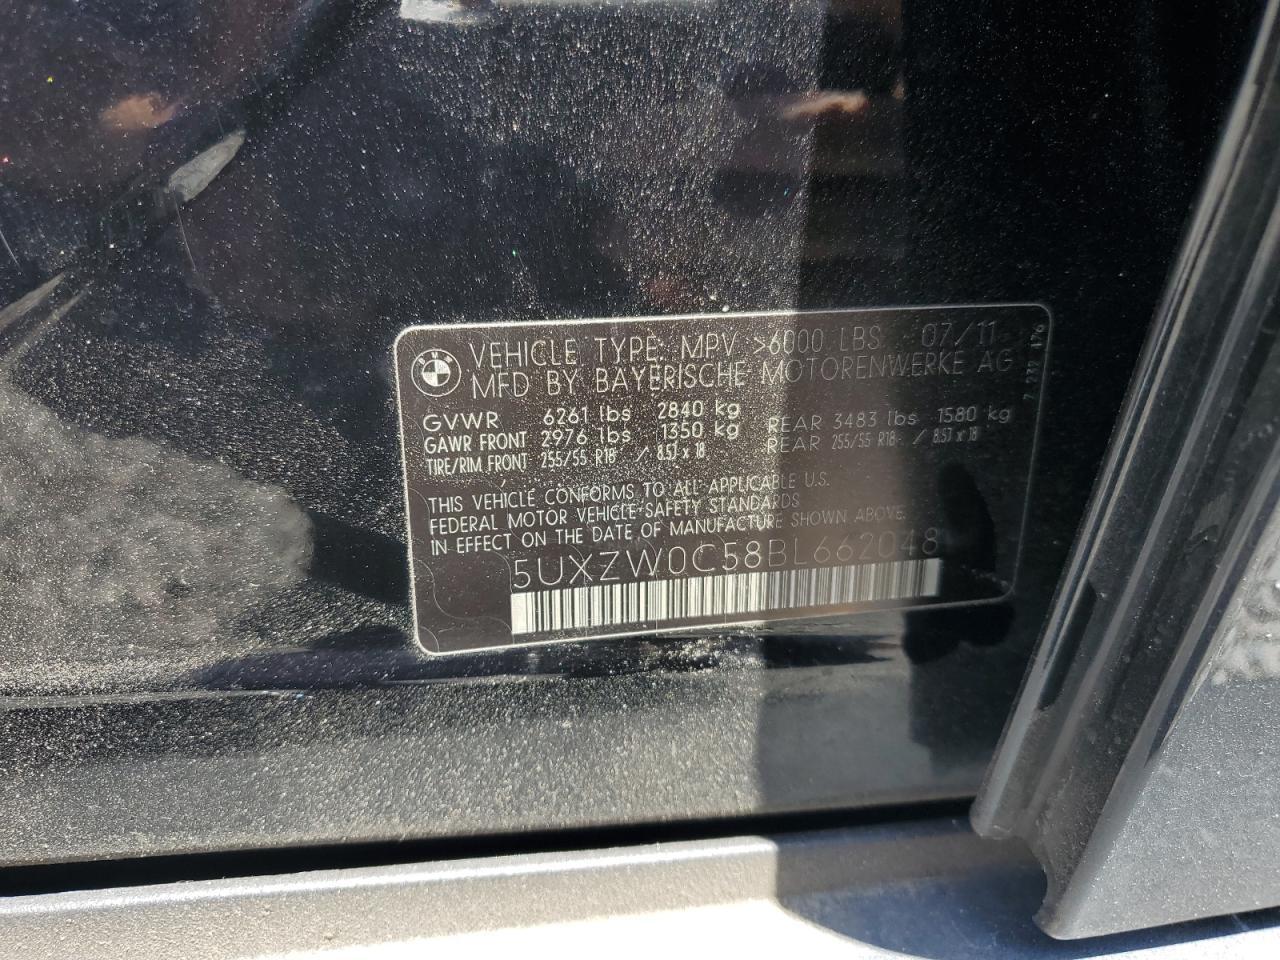 VEHICLE TYPE: MPV >6000 LBS - 07/11
MFD BY BAYERISCHE MOTORENWERKE AG
GVWR 6261 lbs 2840 kg
GAWR FRONT 2976 lbs 1350 kg REAR 3483 lbs 1580 kg
TIRE/RIM FRONT 255/55 R18 / 8.5J x 18 REAR 255/55 R18 / 8.5J x 18
THIS VEHICLE CONFORMS TO ALL APPLICABLE U.S.
FEDERAL MOTOR VEHICLE SAFETY STANDARDS
IN EFFECT ON THE DATE OF MANUFACTURE SHOWN ABOVE.
5UXZW0C58BL662048
BMW